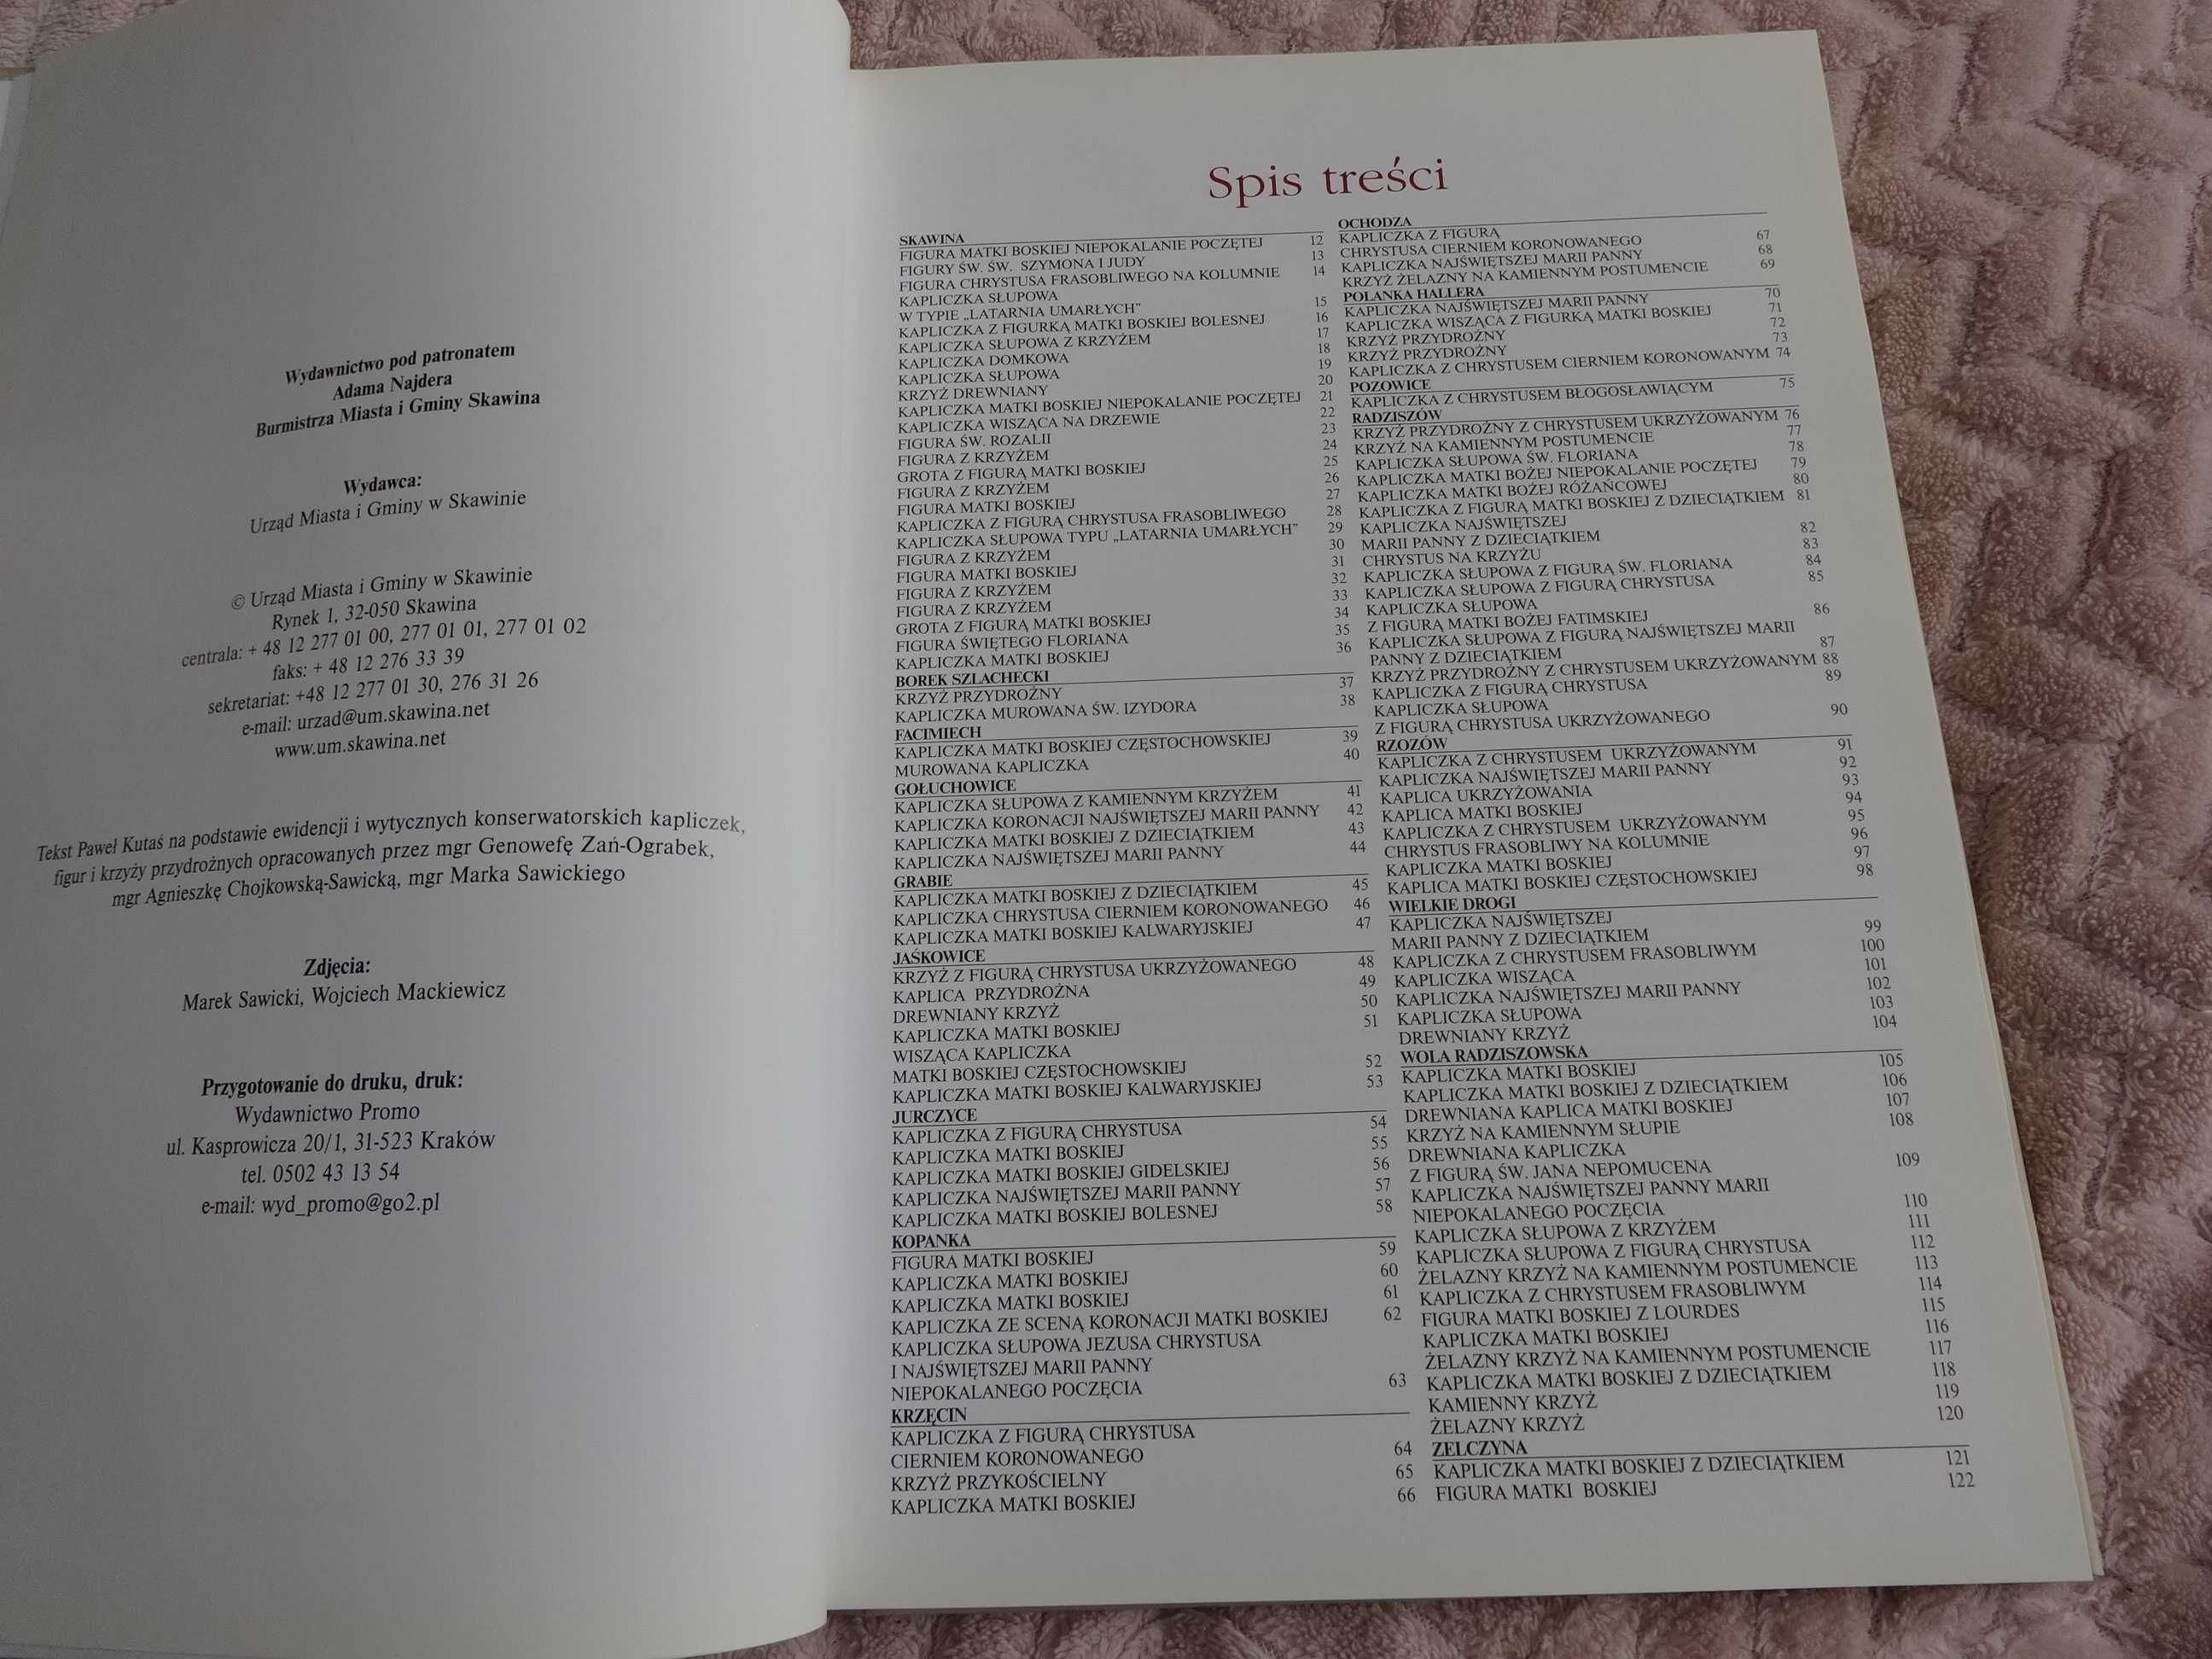 Wydawnictwo pod patronatem
Adama Najdera
Burmistrza Miasta i Gminy Skawina
Wydawca:
Urząd Miasta i Gminy w Skawinie
© Urząd Miasta i Gminy w Skawinie
Rynek 1, 32-050 Skawina
centrala: + 48 12 277 01 00, 277 01 01, 277 01 02
faks: + 48 12 276 33 39
sekretariat: +48 12 277 01 30, 276 31 26
e-mail: urzad@um.skawina.net
www.um.skawina.net
Tekst Paweł Kutaś na podstawie ewidencji i wytycznych konserwatorskich kapliczek,
figur i krzyży przydrożnych opracowanych przez mgr Genowefę Zań-Ograbek,
mgr Agnieszkę Chojkowską-Sawicką, mgr Marka Sawickiego
Zdjęcia:
Marek Sawicki, Wojciech Mackiewicz
Przygotowanie do druku, druk:
Wydawnictwo Promo
ul. Kasprowicza 20/1, 31-523 Kraków
tel. 0502 43 13 54
e-mail: wyd_promo@go2.pl
Spis treści
SKAWINA
FIGURA MATKI BOSKIEJ NIEPOKALANIE POCZĘTEJ 12
FIGURY ŚW. ŚW. SZYMONA I JUDY 13
FIGURA CHRYSTUSA FRASOBLIWEGO NA KOLUMNIE 14
KAPLICZKA SŁUPOWA
W TYPIE „LATARNIA UMARŁYCH” 15
KAPLICZKA Z FIGURKĄ MATKI BOSKIEJ BOLESNEJ 16
KAPLICZKA SŁUPOWA Z KRZYŻEM 17
KAPLICZKA DOMKOWA 18
KAPLICZKA SŁUPOWA 19
KRZYŻ DREWNIANY 20
KAPLICZKA MATKI BOSKIEJ NIEPOKALANIE POCZĘTEJ 21
KAPLICZKA WISZĄCA NA DRZEWIE 22
FIGURA ŚW. ROZALII 23
FIGURA Z KRZYŻEM 24
GROTA Z FIGURĄ MATKI BOSKIEJ 25
FIGURA Z KRZYŻEM 26
FIGURA MATKI BOSKIEJ 27
KAPLICZKA Z FIGURĄ CHRYSTUSA FRASOBLIWEGO 28
KAPLICZKA SŁUPOWA TYPU „LATARNIA UMARŁYCH” 29
FIGURA Z KRZYŻEM 30
FIGURA MATKI BOSKIEJ 31
FIGURA Z KRZYŻEM 32
FIGURA Z KRZYŻEM 33
GROTA Z FIGURĄ MATKI BOSKIEJ 34
FIGURA ŚWIĘTEGO FLORIANA 35
KAPLICZKA MATKI BOSKIEJ 36
BOREK SZLACHECKI
KRZYŻ PRZYDROŻNY 37
KAPLICZKA MUROWANA ŚW. IZYDORA 38
FACIMIECH
KAPLICZKA MATKI BOSKIEJ CZĘSTOCHOWSKIEJ 39
MUROWANA KAPLICZKA 40
GOŁUCHOWICE
KAPLICZKA SŁUPOWA Z KAMIENNYM KRZYŻEM 41
KAPLICZKA KORONACJI NAJŚWIĘTSZEJ MARII PANNY 42
KAPLICZKA MATKI BOSKIEJ Z DZIECIĄTKIEM 43
KAPLICZKA NAJŚWIĘTSZEJ MARII PANNY 44
GRABIE
KAPLICZKA MATKI BOSKIEJ Z DZIECIĄTKIEM 45
KAPLICZKA CHRYSTUSA CIERNIEM KORONOWANEGO 46
KAPLICZKA MATKI BOSKIEJ KALWARYJSKIEJ 47
JAŚKOWICE
KRZYŻ Z FIGURĄ CHRYSTUSA UKRZYŻOWANEGO 48
KAPLICA PRZYDROŻNA 49
DREWNIANY KRZYŻ 50
KAPLICZKA MATKI BOSKIEJ 51
WISZĄCA KAPLICZKA
MATKI BOSKIEJ CZĘSTOCHOWSKIEJ 52
KAPLICZKA MATKI BOSKIEJ KALWARYJSKIEJ 53
JURCZYCE
KAPLICZKA Z FIGURĄ CHRYSTUSA 54
KAPLICZKA MATKI BOSKIEJ 55
KAPLICZKA MATKI BOSKIEJ GIDELSKIEJ 56
KAPLICZKA NAJŚWIĘTSZEJ MARII PANNY 57
KAPLICZKA MATKI BOSKIEJ BOLESNEJ 58
KOPANKA
FIGURA MATKI BOSKIEJ 59
KAPLICZKA MATKI BOSKIEJ 60
KAPLICZKA MATKI BOSKIEJ 61
KAPLICZKA ZE SCENĄ KORONACJI MATKI BOSKIEJ 62
KAPLICZKA SŁUPOWA JEZUSA CHRYSTUSA
I NAJŚWIĘTSZEJ MARII PANNY
NIEPOKALANEGO POCZĘCIA 63
KRZĘCIN
KAPLICZKA Z FIGURĄ CHRYSTUSA
CIERNIEM KORONOWANEGO 64
KRZYŻ PRZYKOŚCIELNY 65
KAPLICZKA MATKI BOSKIEJ 66
OCHODZA
KAPLICZKA Z FIGURĄ
CHRYSTUSA CIERNIEM KORONOWANEGO 67
KAPLICZKA NAJŚWIĘTSZEJ MARII PANNY 68
KRZYŻ ŻELAZNY NA KAMIENNYM POSTUMENCIE 69
POLANKA HALLERA
KAPLICZKA NAJŚWIĘTSZEJ MARII PANNY 70
KAPLICZKA WISZĄCA Z FIGURKĄ MATKI BOSKIEJ 71
KRZYŻ PRZYDROŻNY 72
KRZYŻ PRZYDROŻNY 73
KAPLICZKA Z CHRYSTUSEM CIERNIEM KORONOWANYM 74
POZOWICE
KAPLICZKA Z CHRYSTUSEM BŁOGOSŁAWIĄCYM 75
RADZISZÓW
KRZYŻ PRZYDROŻNY Z CHRYSTUSEM UKRZYŻOWANYM 76
KRZYŻ NA KAMIENNYM POSTUMENCIE 77
KAPLICZKA SŁUPOWA ŚW. FLORIANA 78
KAPLICZKA MATKI BOŻEJ NIEPOKALANIE POCZĘTEJ 79
KAPLICZKA MATKI BOŻEJ RÓŻAŃCOWEJ 80
KAPLICZKA Z FIGURĄ MATKI BOSKIEJ Z DZIECIĄTKIEM 81
KAPLICZKA NAJŚWIĘTSZEJ
MARII PANNY Z DZIECIĄTKIEM 82
CHRYSTUS NA KRZYŻU 83
KAPLICZKA SŁUPOWA Z FIGURĄ ŚW. FLORIANA 84
KAPLICZKA SŁUPOWA Z FIGURĄ CHRYSTUSA 85
KAPLICZKA SŁUPOWA
Z FIGURĄ MATKI BOŻEJ FATIMSKIEJ 86
KAPLICZKA SŁUPOWA Z FIGURĄ NAJŚWIĘTSZEJ MARII
PANNY Z DZIECIĄTKIEM 87
KRZYŻ PRZYDROŻNY Z CHRYSTUSEM UKRZYŻOWANYM 88
KAPLICZKA Z FIGURĄ CHRYSTUSA 89
KAPLICZKA SŁUPOWA
Z FIGURĄ CHRYSTUSA UKRZYŻOWANEGO 90
RZOZÓW
KAPLICZKA Z CHRYSTUSEM UKRZYŻOWANYM 91
KAPLICZKA NAJŚWIĘTSZEJ MARII PANNY 92
KAPLICA UKRZYŻOWANIA 93
KAPLICA MATKI BOSKIEJ 94
KAPLICZKA Z CHRYSTUSEM UKRZYŻOWANYM 95
CHRYSTUS FRASOBLIWY NA KOLUMNIE 96
KAPLICZKA MATKI BOSKIEJ 97
KAPLICA MATKI BOSKIEJ CZĘSTOCHOWSKIEJ 98
WIELKIE DROGI
KAPLICZKA NAJŚWIĘTSZEJ
MARII PANNY Z DZIECIĄTKIEM 99
KAPLICZKA Z CHRYSTUSEM FRASOBLIWYM 100
KAPLICZKA WISZĄCA 101
KAPLICZKA NAJŚWIĘTSZEJ MARII PANNY 102
KAPLICZKA SŁUPOWA 103
DREWNIANY KRZYŻ 104
WOLA RADZISZOWSKA
KAPLICZKA MATKI BOSKIEJ 105
KAPLICZKA MATKI BOSKIEJ Z DZIECIĄTKIEM 106
DREWNIANA KAPLICA MATKI BOSKIEJ 107
KRZYŻ NA KAMIENNYM SŁUPIE 108
DREWNIANA KAPLICZKA
Z FIGURĄ ŚW. JANA NEPOMUCENA 109
KAPLICZKA NAJŚWIĘTSZEJ PANNY MARII
NIEPOKALANEGO POCZĘCIA 110
KAPLICZKA SŁUPOWA Z KRZYŻEM 111
KAPLICZKA SŁUPOWA Z FIGURĄ CHRYSTUSA 112
ŻELAZNY KRZYŻ NA KAMIENNYM POSTUMENCIE 113
KAPLICZKA Z CHRYSTUSEM FRASOBLIWYM 114
FIGURA MATKI BOSKIEJ Z LOURDES 115
KAPLICZKA MATKI BOSKIEJ 116
ŻELAZNY KRZYŻ NA KAMIENNYM POSTUMENCIE 117
KAPLICZKA MATKI BOSKIEJ Z DZIECIĄTKIEM 118
KAMIENNY KRZYŻ 119
ŻELAZNY KRZYŻ 120
ZELCZYNA
KAPLICZKA MATKI BOSKIEJ Z DZIECIĄTKIEM 121
FIGURA MATKI BOSKIEJ 122